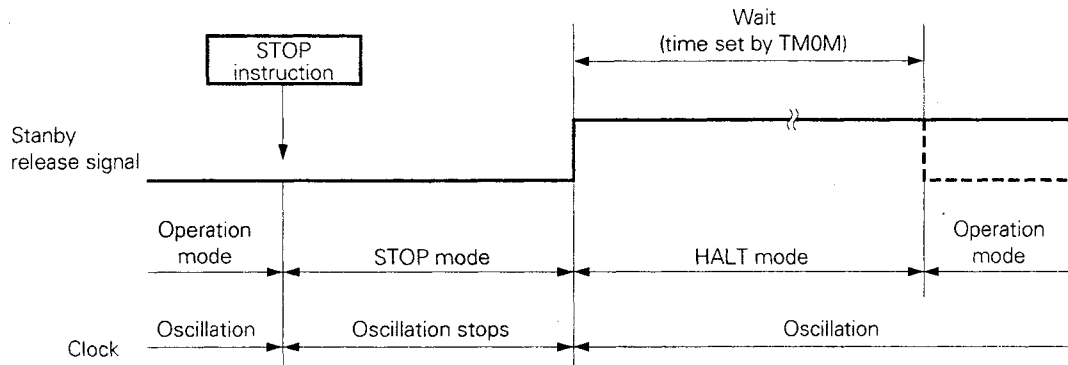 Wait
(time set by TM0M)
STOP
instruction
Stanby
release signal
Operation
mode
STOP mode
HALT mode
Operation
mode
Clock
Oscillation
Oscillation stops
Oscillation